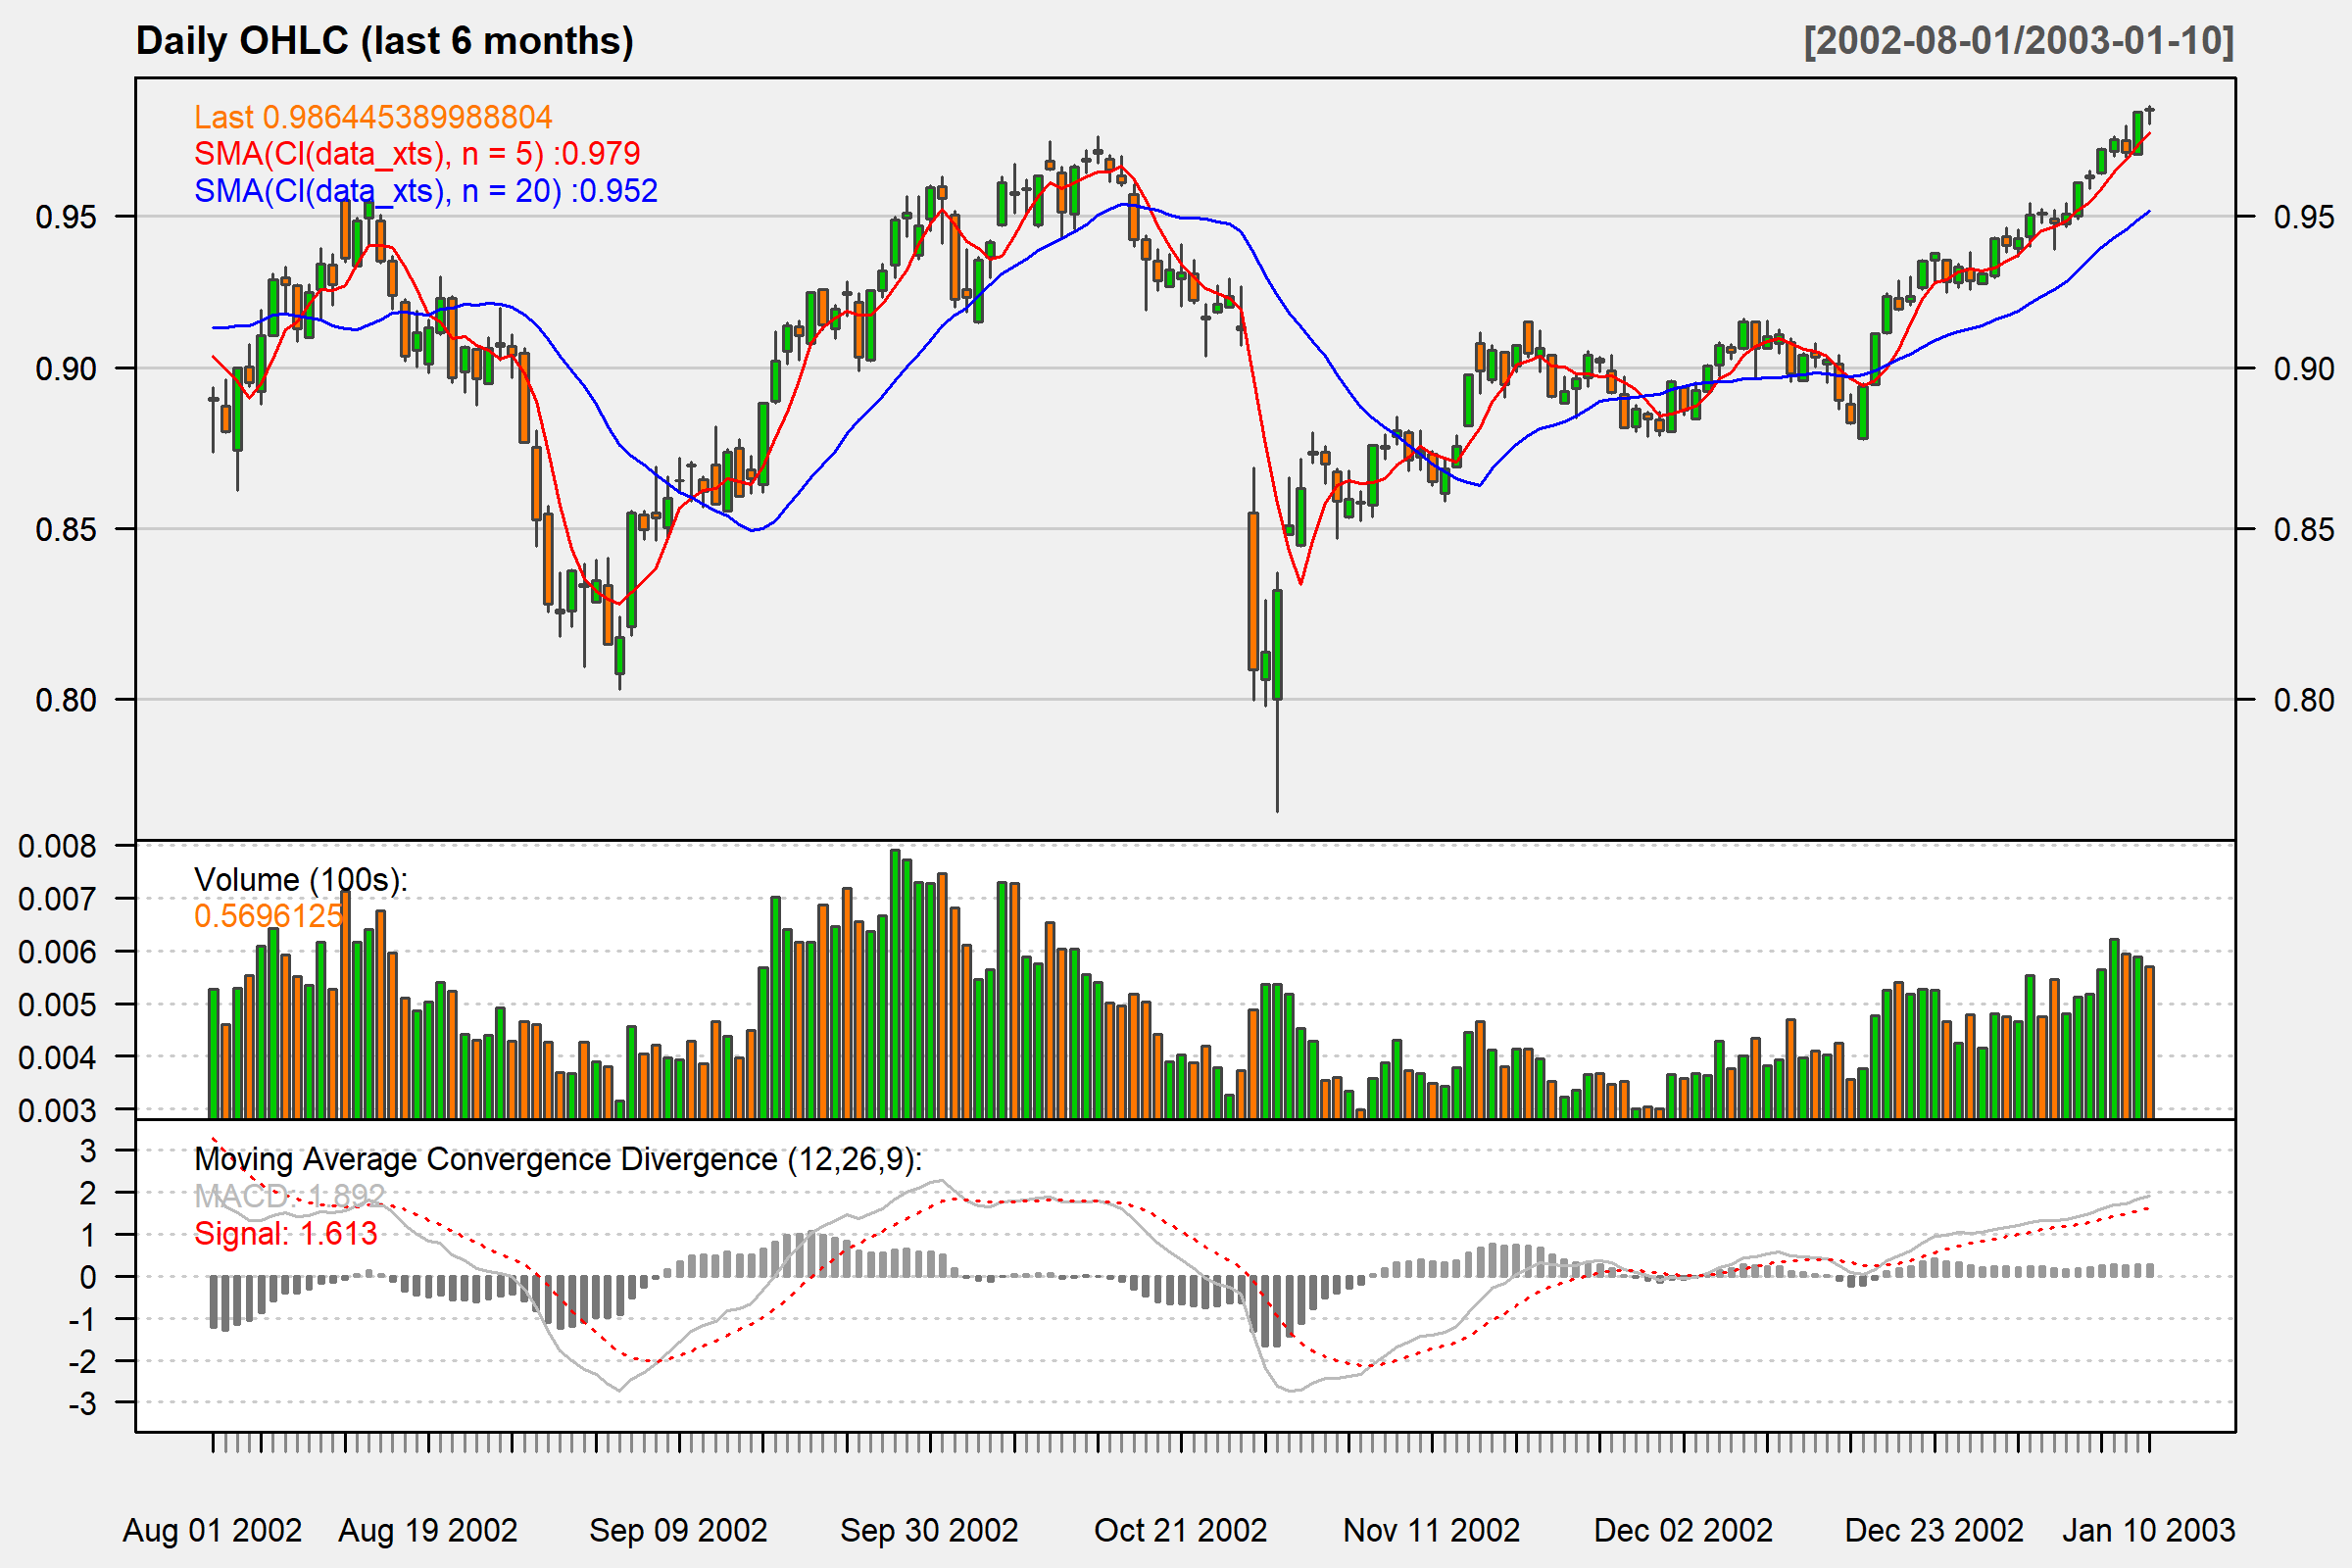 Daily OHLC (last 6 months) [2002-08-01/2003-01-10]
Last 0.986445389988804
SMA(Cl(data_xts), n = 5) :0.979
SMA(Cl(data_xts), n = 20) :0.952
0.95 0.95
0.90 0.90
0.85 0.85
0.80 0.80
0.008
Volume (100s):
0.007
0.5696125
0.006
0.005
0.004
0.003
3
Moving Average Convergence Divergence (12,26,9):
2
MACD: 1.892
1
Signal: 1.613
0
-1
-2
-3
Aug 01 2002 Aug 19 2002 Sep 09 2002 Sep 30 2002 Oct 21 2002 Nov 11 2002 Dec 02 2002 Dec 23 2002 Jan 10 2003